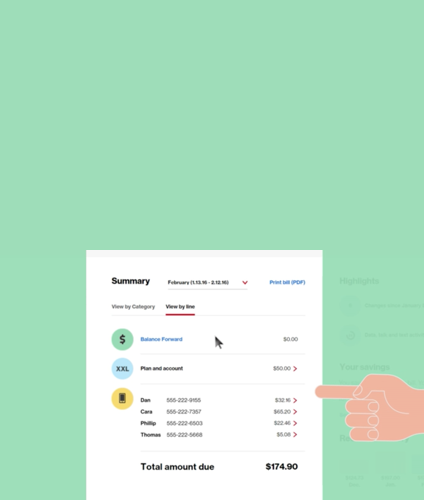 Summary
February (1.13.16 - 2.12.16)
Print bill (PDF)
View by Category
View by line
$
Balance Forward
$0.00
XXL
Plan and account
$50.00
Dan 555-222-9155 $32.16
Cara 555-222-7357 $65.20
Phillip 555-222-6503 $22.46
Thomas 555-222-5668 $5.08
Total amount due $174.90
Highlights
Your savings